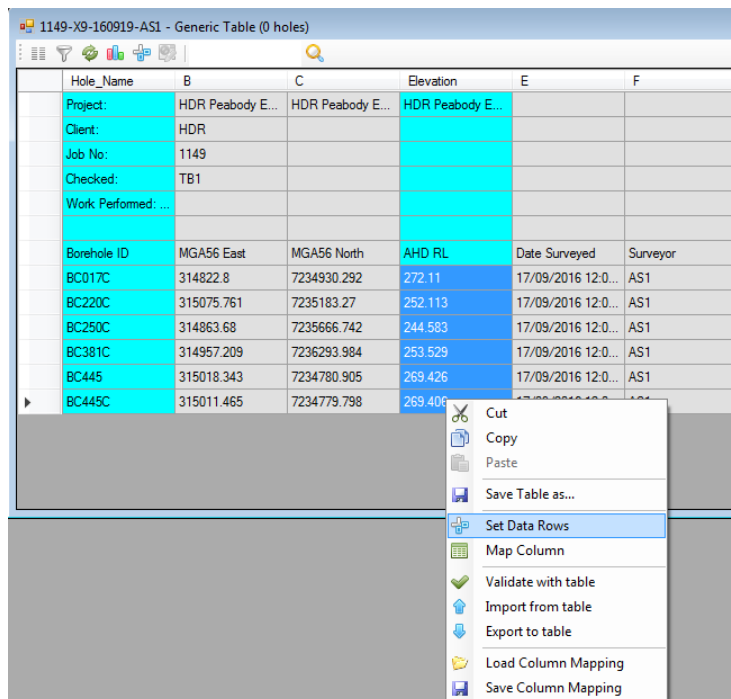 1149-X9-160919-AS1 - Generic Table (0 holes)
Hole_Name B C Elevation E F
Project: HDR Peabody E... HDR Peabody E... HDR Peabody E...
Client: HDR
Job No: 1149
Checked: TB1
Work Performed: ...
Borehole ID MGA56 East MGA56 North AHD RL Date Surveyed Surveyor
BC017C 314822.8 7234930.292 272.11 17/09/2016 12:0... AS1
BC220C 315075.761 7235183.27 252.113 17/09/2016 12:0... AS1
BC250C 314863.68 7235666.742 244.583 17/09/2016 12:0... AS1
BC381C 314957.209 7236293.984 253.529 17/09/2016 12:0... AS1
BC445 315018.343 7234780.905 269.426 17/09/2016 12:0... AS1
BC445C 315011.465 7234779.798 269.406
Cut
Copy
Paste
Save Table as...
Set Data Rows
Map Column
Validate with table
Import from table
Export to table
Load Column Mapping
Save Column Mapping